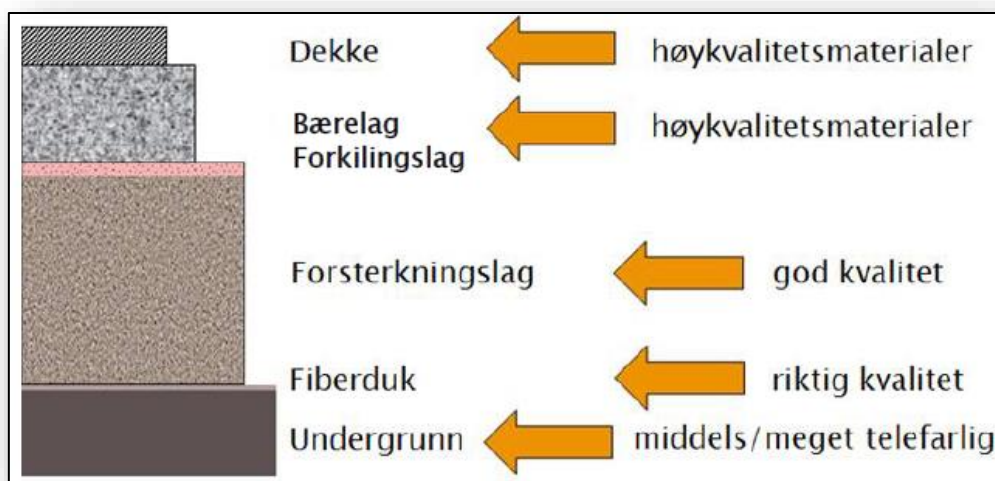 Dekke høykvalitetsmaterialer
Bærelag høykvalitetsmaterialer
Forkilingslag
Forsterkningslag god kvalitet
Fiberduk riktig kvalitet
Undergrunn middels/meget telefarlig